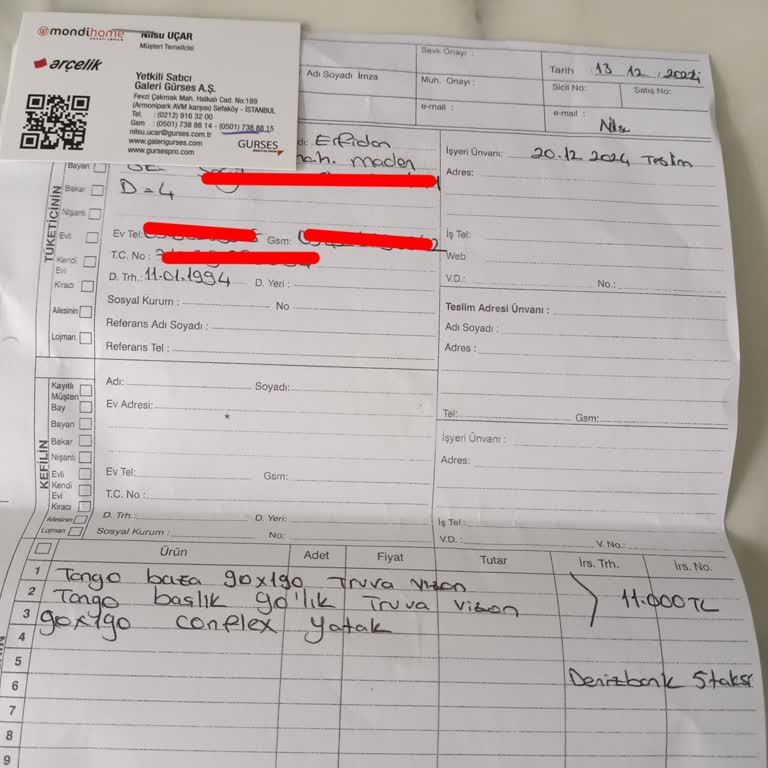 mondihome
arçelik
Nilsu UÇAR
Müşteri Temsilcisi
Yetkili Satıcı
Galeri Gürses A.Ş.
Fevzi Çakmak Mah. Halkalı Cad. No:189
(Armonipark AVM karşısı) Sefaköy - İSTANBUL
Tel. : (0212) 916 32 00
Gsm : (0501) 738 88 14 - (0501) 738 88 15
nilsu.ucar@gurses.com.tr
www.galerigurses.com
www.gursespro.com
GURSES
Adı Soyadı İmza
Sevk Onayı :
Muh. Onayı :
e-mail :
Tarih : 13 12.2024
Sicil No: Satış No:
e-mail :
Nilsu
TÜKETİCİNİN
Bayan
Bekar
Nişanlı
Evli
Kendi Evi
Kiracı
Ailesinin
Lojman
dı: Erfidan
mah. maden
D=4
Ev Tel: Gsm:
T.C. No :
D. Trh.: 11.01.1994 D. Yeri :
Sosyal Kurum : No
Referans Adı Soyadı :
Referans Tel :
İşyeri Ünvanı: 20.12 2024 Teslim
Adres:
İş Tel:
Web
V.D.: No.:
Teslim Adresi Ünvanı :
Adı Soyadı :
Adres :
Tel: Gsm:
KEFİLİN
Kayıtlı
Müşteri
Bay
Bayan
Bekar
Nişanlı
Evli
Kendi
Evi
Kiracı
Ailesinin
Lojman
Adı: Soyadı:
Ev Adresi:
*
Ev Tel: Gsm:
T.C. No :
D. Trh. : D. Yeri:
Sosyal Kurum : No:
İşyeri Ünvanı :
Adres:
İş Tel :
V.D.: V. No.:
Ürün Adet Fiyat Tutar İrs. Trh. İrs. No.
1 Tango baza 90x190 Truva vizon
2 Tango başlık 90'lık Truva vizon 11.000 TL
3 90x190 conflex yatak
4
5
6 Denizbank 5 taksi
7
8
9